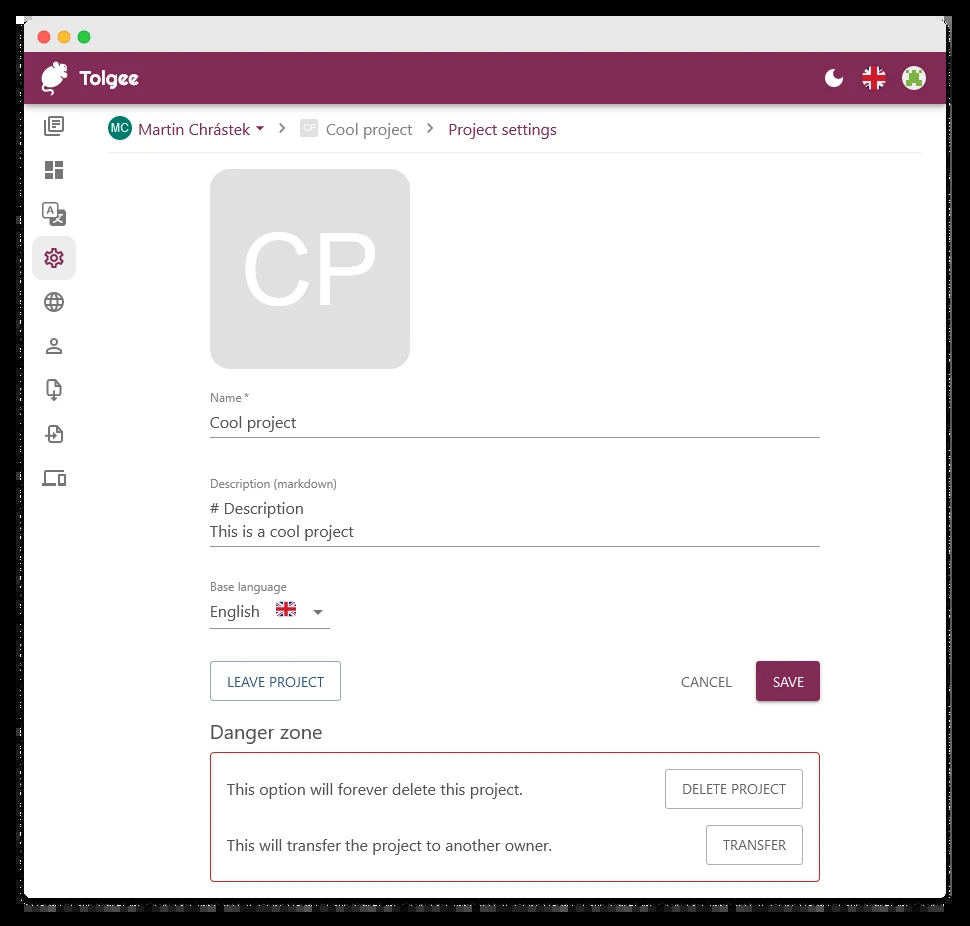 Tolgee
MC Martin Chrástek > CP Cool project > Project settings
CP
Name *
Cool project
Description (markdown)
# Description
This is a cool project
Base language
English
LEAVE PROJECT CANCEL SAVE
Danger zone
This option will forever delete this project. DELETE PROJECT
This will transfer the project to another owner. TRANSFER